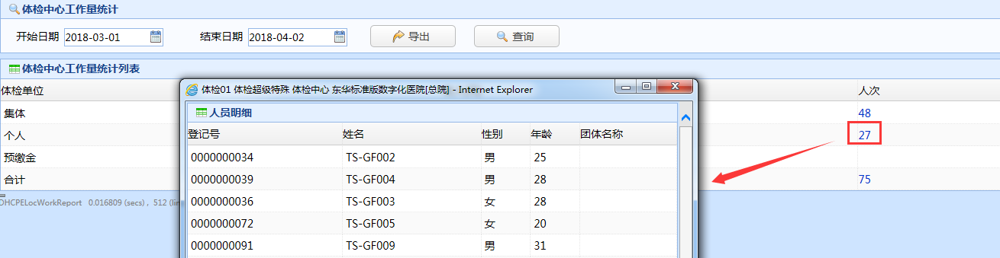 体检中心工作量统计
开始日期 2018-03-01 结束日期 2018-04-02 导出 查询
体检中心工作量统计列表
体检单位 人次
集体 48
个人 27
预缴金
合计 75
DHCPELocWorkReport 0.016809 (secs) , 512 (lin
体检01 体检超级特殊 体检中心 东华标准版数字化医院[总院] - Internet Explorer
人员明细
登记号 姓名 性别 年龄 团体名称
0000000034 TS-GF002 男 25
0000000039 TS-GF004 男 28
0000000036 TS-GF003 女 28
0000000072 TS-GF005 女 20
0000000091 TS-GF009 男 31